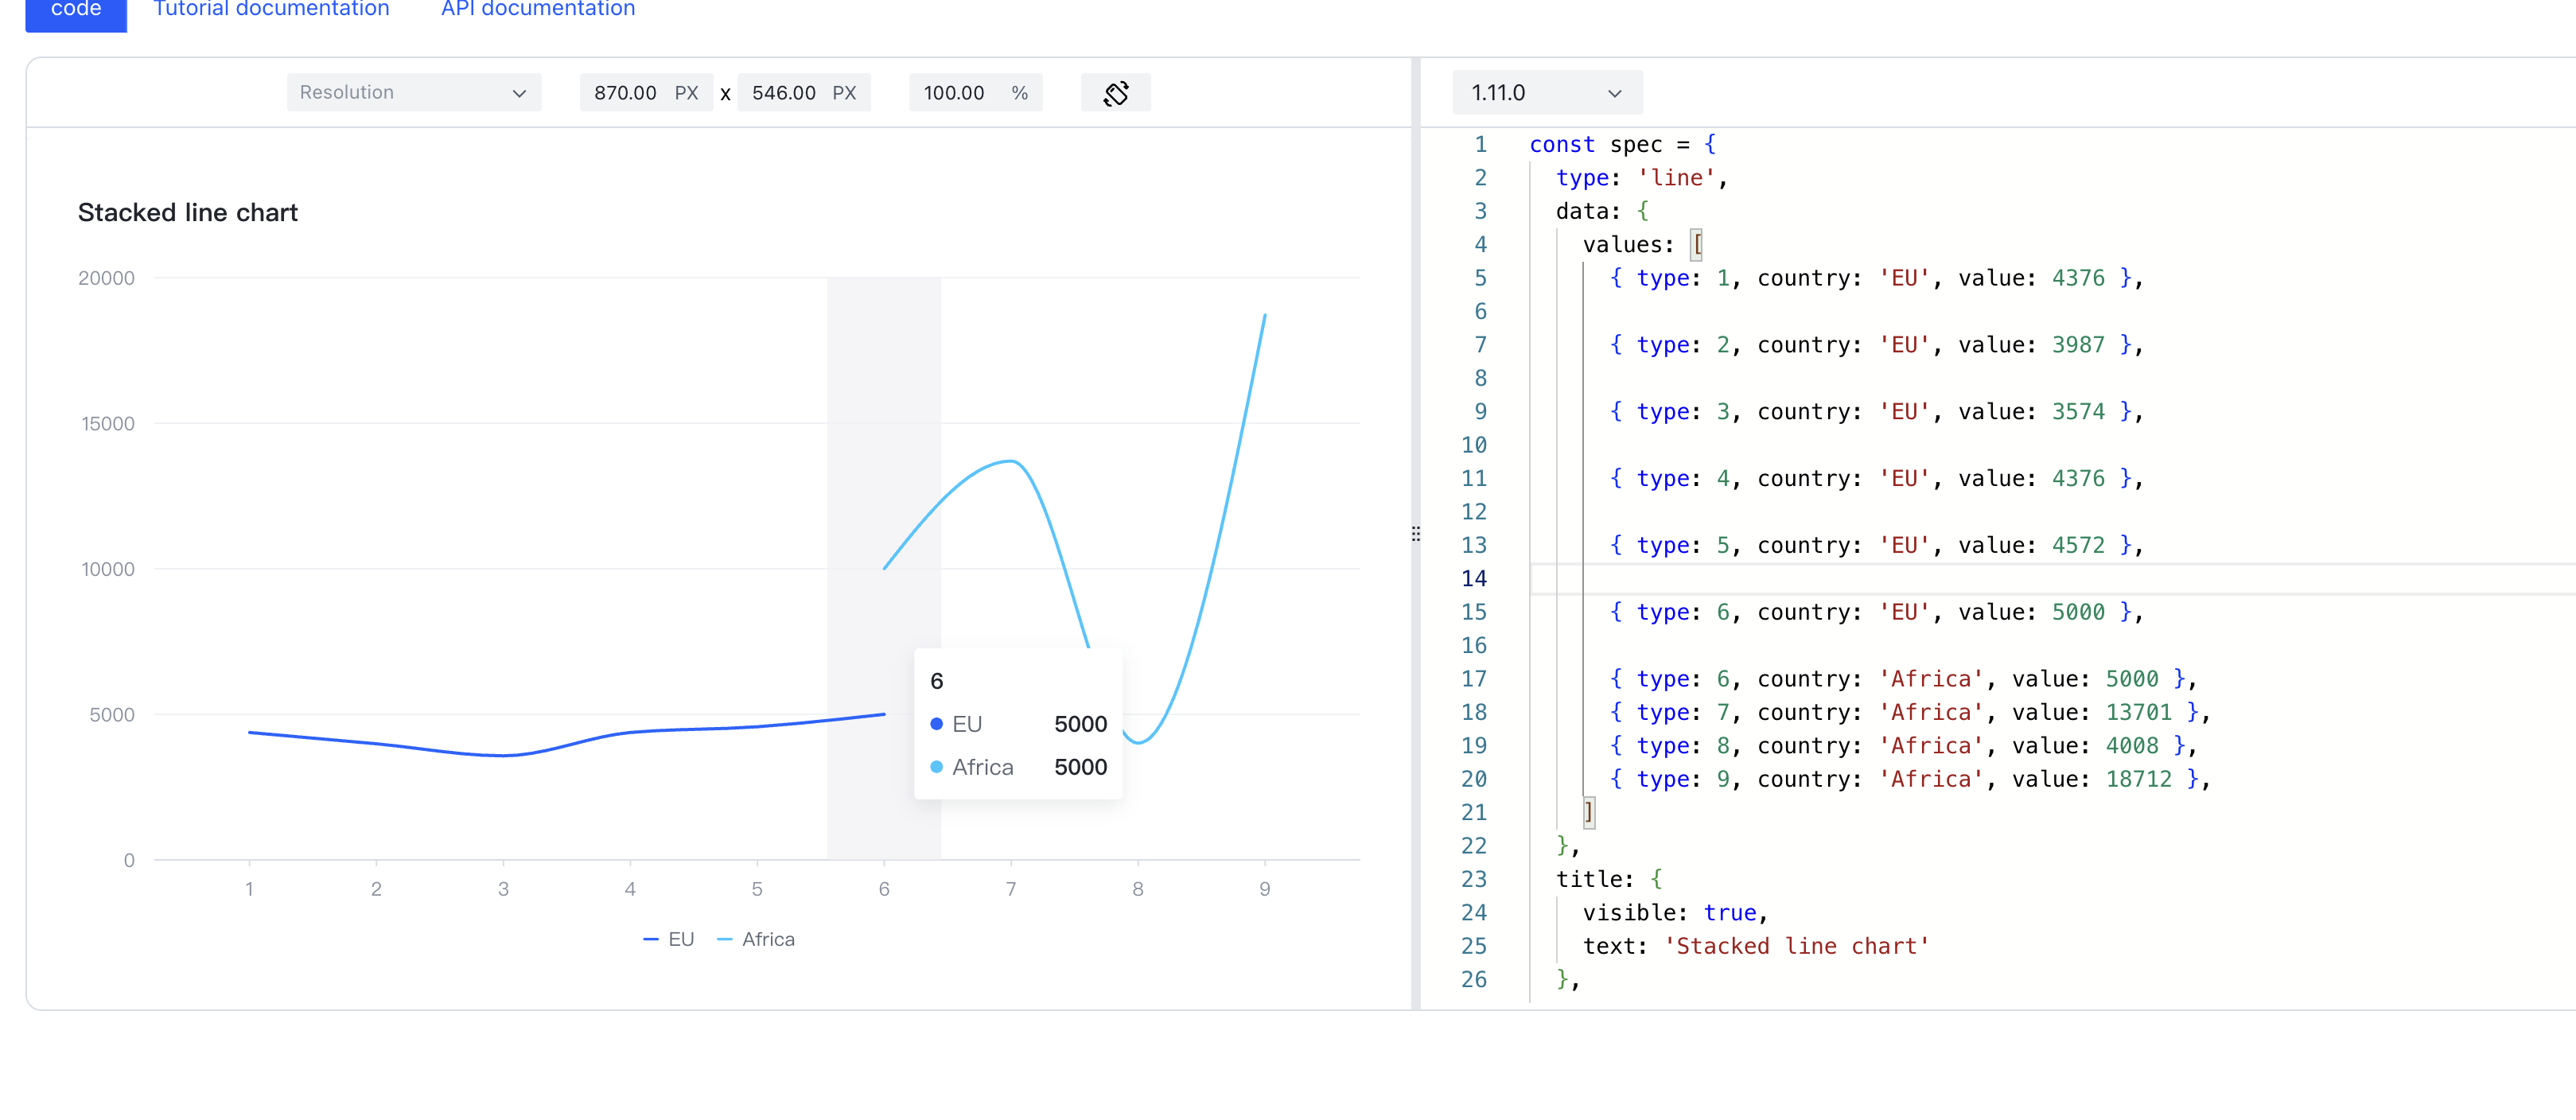 code Tutorial documentation API documentation
Resolution 870.00 PX x 546.00 PX 100.00 %
Stacked line chart
20000
15000
10000
5000
0
1 2 3 4 5 6 7 8 9
6
EU 5000
Africa 5000
EU Africa
1.11.0
1 const spec = {
2 type: 'line',
3 data: {
4 values: [
5 { type: 1, country: 'EU', value: 4376 },
6
7 { type: 2, country: 'EU', value: 3987 },
8
9 { type: 3, country: 'EU', value: 3574 },
10
11 { type: 4, country: 'EU', value: 4376 },
12
13 { type: 5, country: 'EU', value: 4572 },
14
15 { type: 6, country: 'EU', value: 5000 },
16
17 { type: 6, country: 'Africa', value: 5000 },
18 { type: 7, country: 'Africa', value: 13701 },
19 { type: 8, country: 'Africa', value: 4008 },
20 { type: 9, country: 'Africa', value: 18712 },
21 ]
22 },
23 title: {
24 visible: true,
25 text: 'Stacked line chart'
26 },